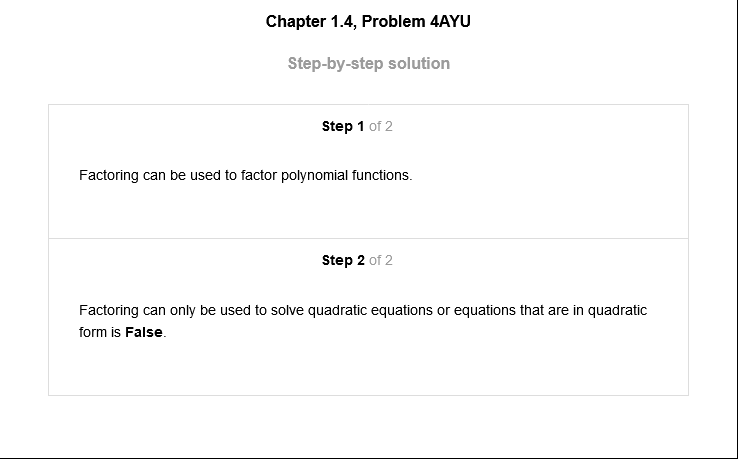 Chapter 1.4, Problem 4AYU
Step-by-step solution
Step 1 of 2
Factoring can be used to factor polynomial functions.
Step 2 of 2
Factoring can only be used to solve quadratic equations or equations that are in quadratic
form is False.